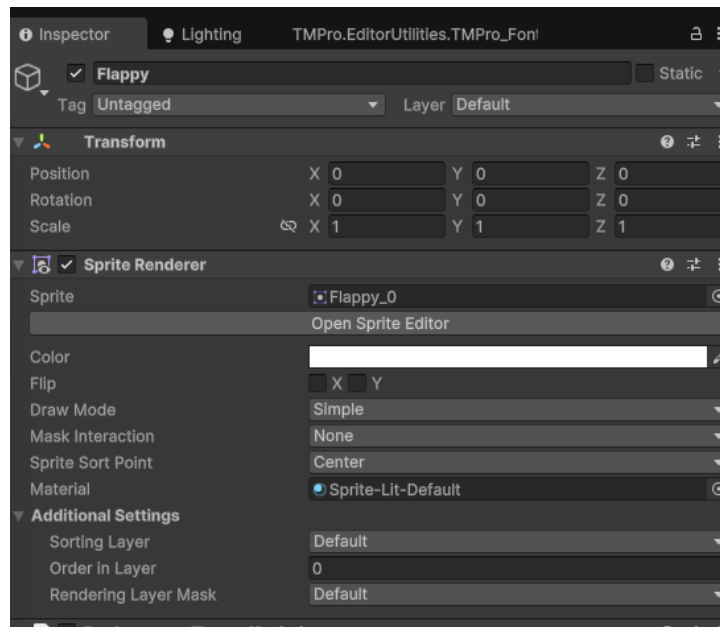 Inspector Lighting TMPro.EditorUtilities.TMPro_Font
Flappy Static
Tag Untagged Layer Default
Transform
Position X 0 Y 0 Z 0
Rotation X 0 Y 0 Z 0
Scale X 1 Y 1 Z 1
Sprite Renderer
Sprite Flappy_0
Open Sprite Editor
Color
Flip X Y
Draw Mode Simple
Mask Interaction None
Sprite Sort Point Center
Material Sprite-Lit-Default
Additional Settings
Sorting Layer Default
Order in Layer 0
Rendering Layer Mask Default